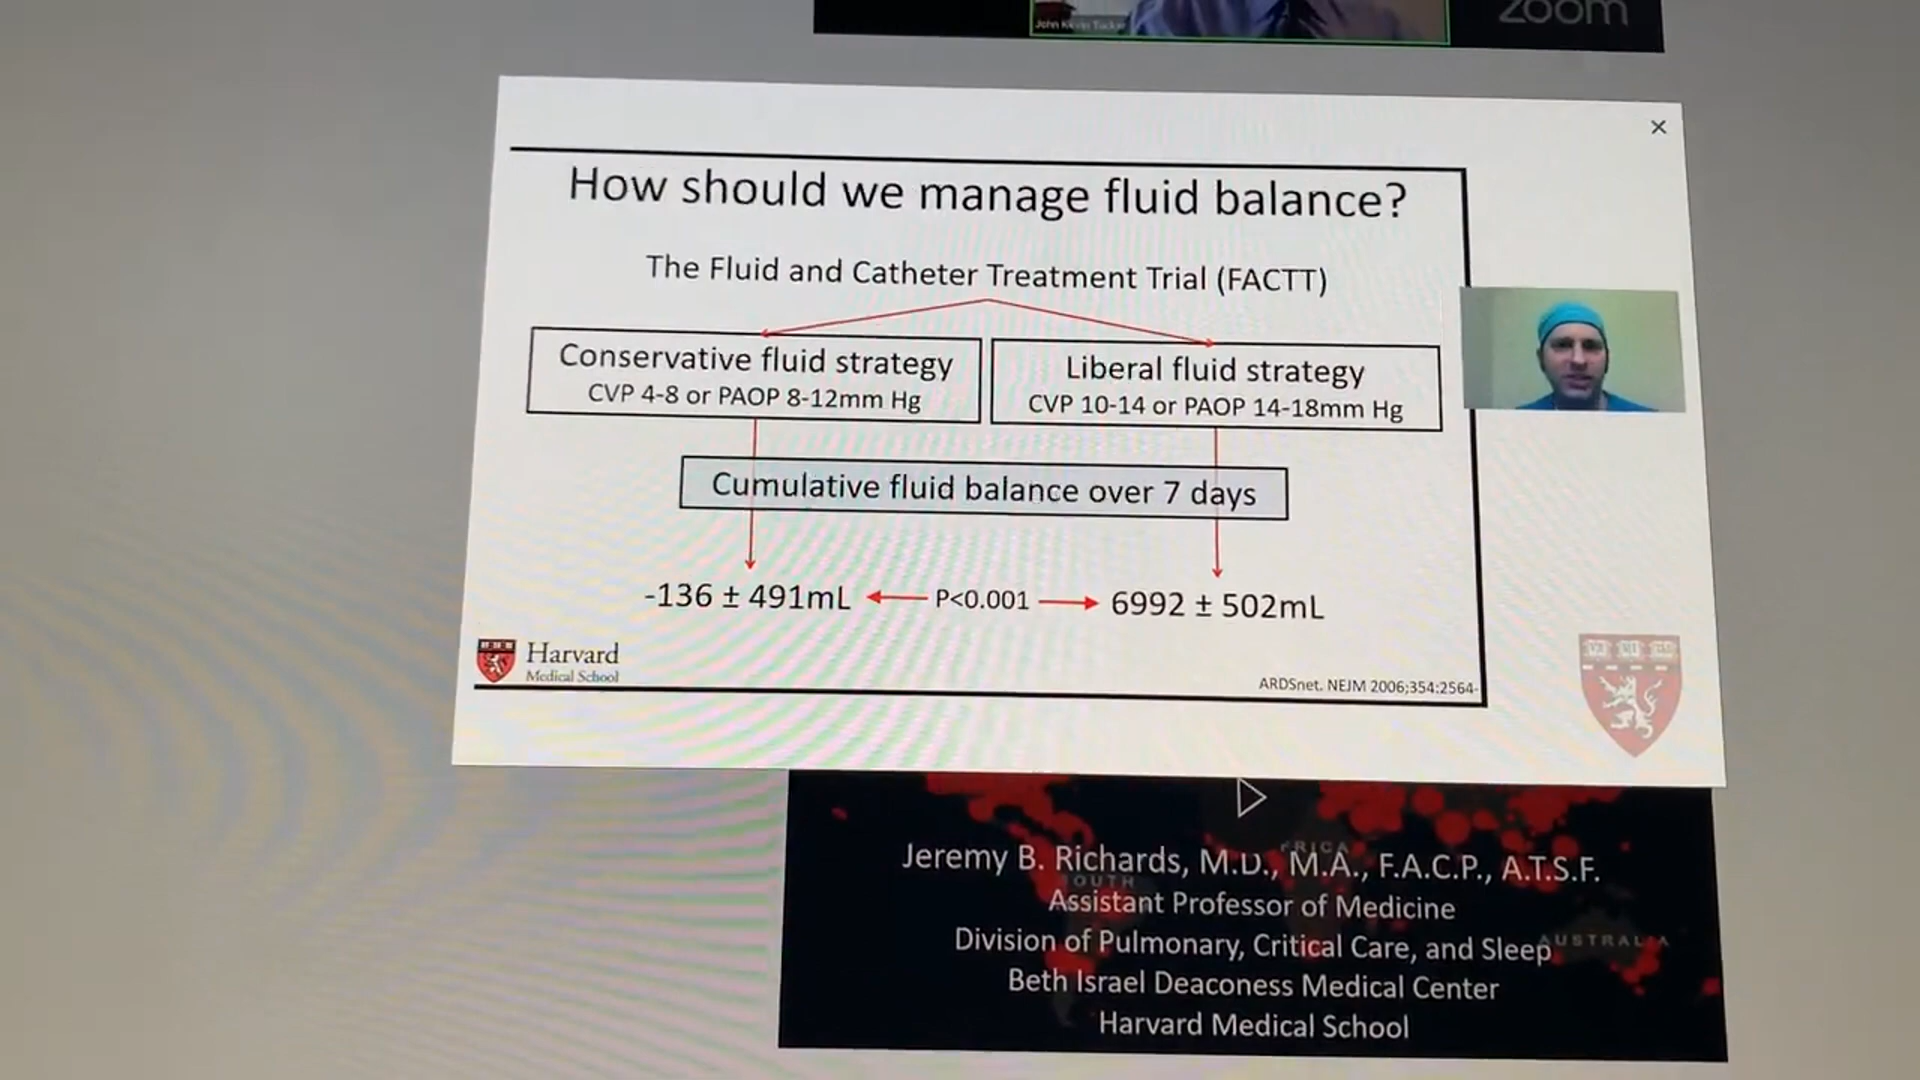 zoom
How should we manage fluid balance?
The Fluid and Catheter Treatment Trial (FACTT)
Conservative fluid strategy
CVP 4-8 or PAOP 8-12mm Hg
Liberal fluid strategy
CVP 10-14 or PAOP 14-18mm Hg
Cumulative fluid balance over 7 days
-136 ± 491mL
P<0.001
6992 ± 502mL
Harvard
Medical School
ARDSnet. NEJM 2006;354:2564-
Jeremy B. Richards, M.D., M.A., F.A.C.P., A.T.S.F.
Assistant Professor of Medicine
Division of Pulmonary, Critical Care, and Sleep
AUSTRALIA
Beth Israel Deaconess Medical Center
Harvard Medical School